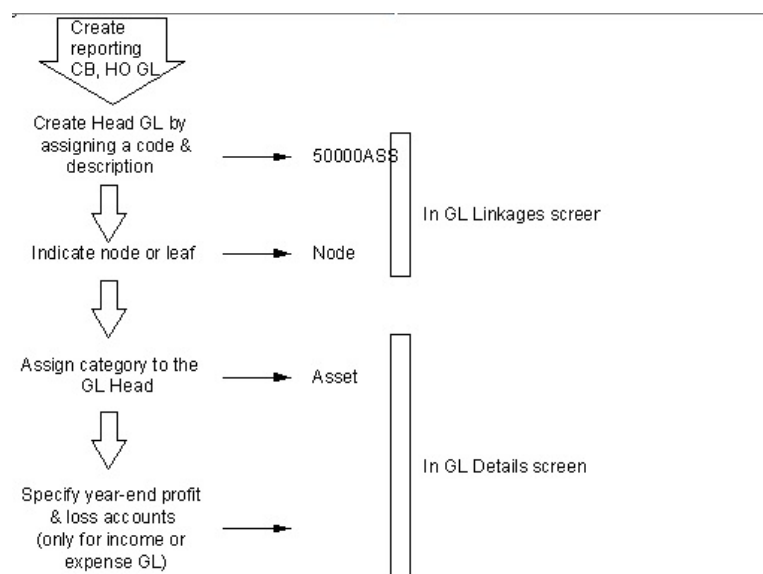 Create
reporting
CB, HO GL
Create Head GL by
assigning a code &
description
50000ASS
In GL Linkages screer
Indicate node or leaf
Node
Assign category to the
GL Head
Asset
In GL Details screen
Specify year-end profit
& loss accounts
(only for income or
expense GL)